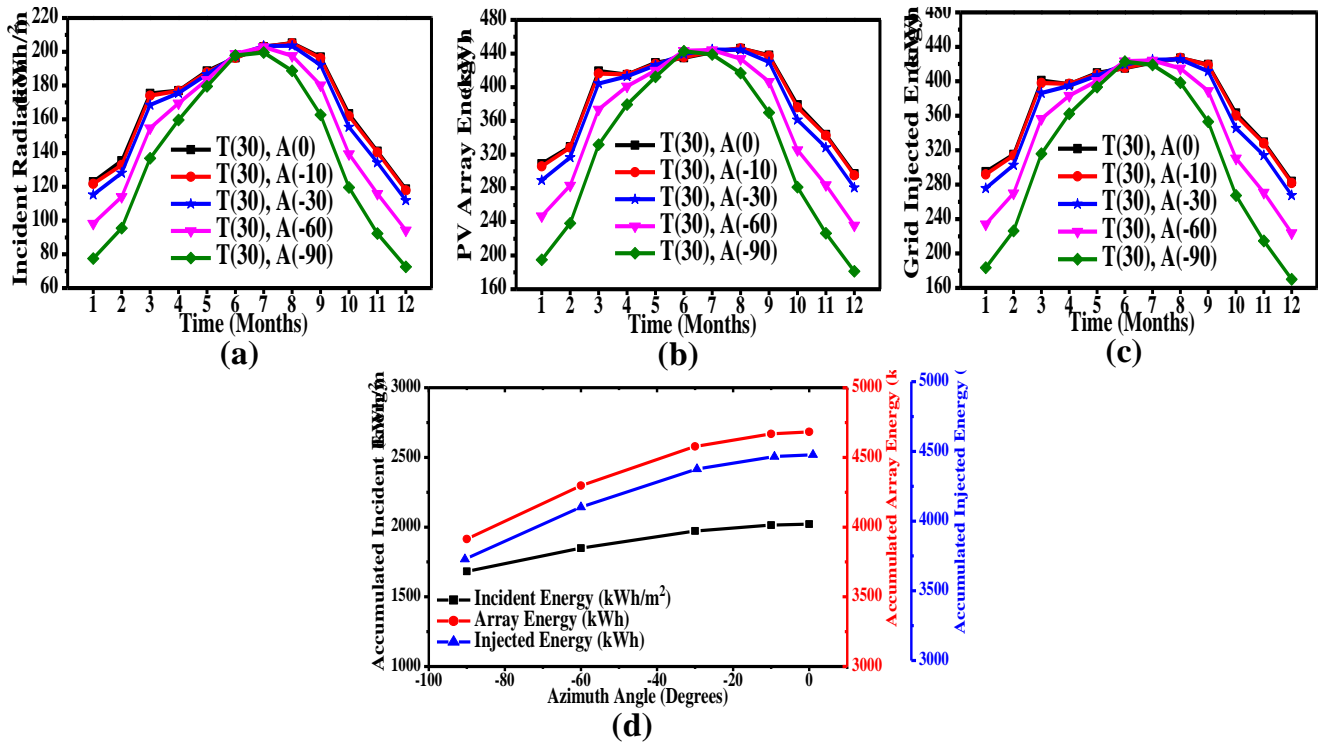 Incident Radiation
220
200
180
160
140
120
100
80
60
T(30), A(0)
T(30), A(-10)
T(30), A(-30)
T(30), A(-60)
T(30), A(-90)
1 2 3 4 5 6 7 8 9 10 11 12
Time (Months)
(a)
PV Array Energy
480
440
400
360
320
280
240
200
160
T(30), A(0)
T(30), A(-10)
T(30), A(-30)
T(30), A(-60)
T(30), A(-90)
1 2 3 4 5 6 7 8 9 10 11 12
Time (Months)
(b)
Grid Injected Energy
480
440
400
360
320
280
240
200
160
T(30), A(0)
T(30), A(-10)
T(30), A(-30)
T(30), A(-60)
T(30), A(-90)
1 2 3 4 5 6 7 8 9 10 11 12
Time (Months)
(c)
Accumulated Incident
3000
2500
2000
1500
1000
Incident Energy (kWh/m²)
Array Energy (kWh)
Injected Energy (kWh)
-100 -80 -60 -40 -20 0
Azimuth Angle (Degrees)
5000
4500
4000
3500
3000
Accumulated Array Energy (k
5000
4500
4000
3500
3000
Accumulated Injected Energy (
(d)